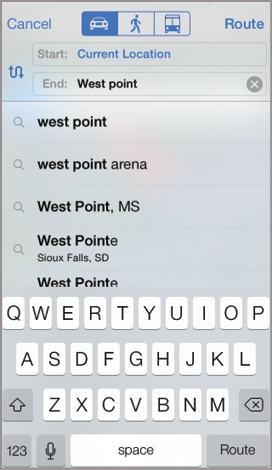 Cancel Route
Start: Current Location
End: West point
west point
west point arena
West Point, MS
West Pointe
Sioux Falls, SD
West Pointe
Q W E R T Y U I O P
A S D F G H J K L
Z X C V B N M
123 space Route